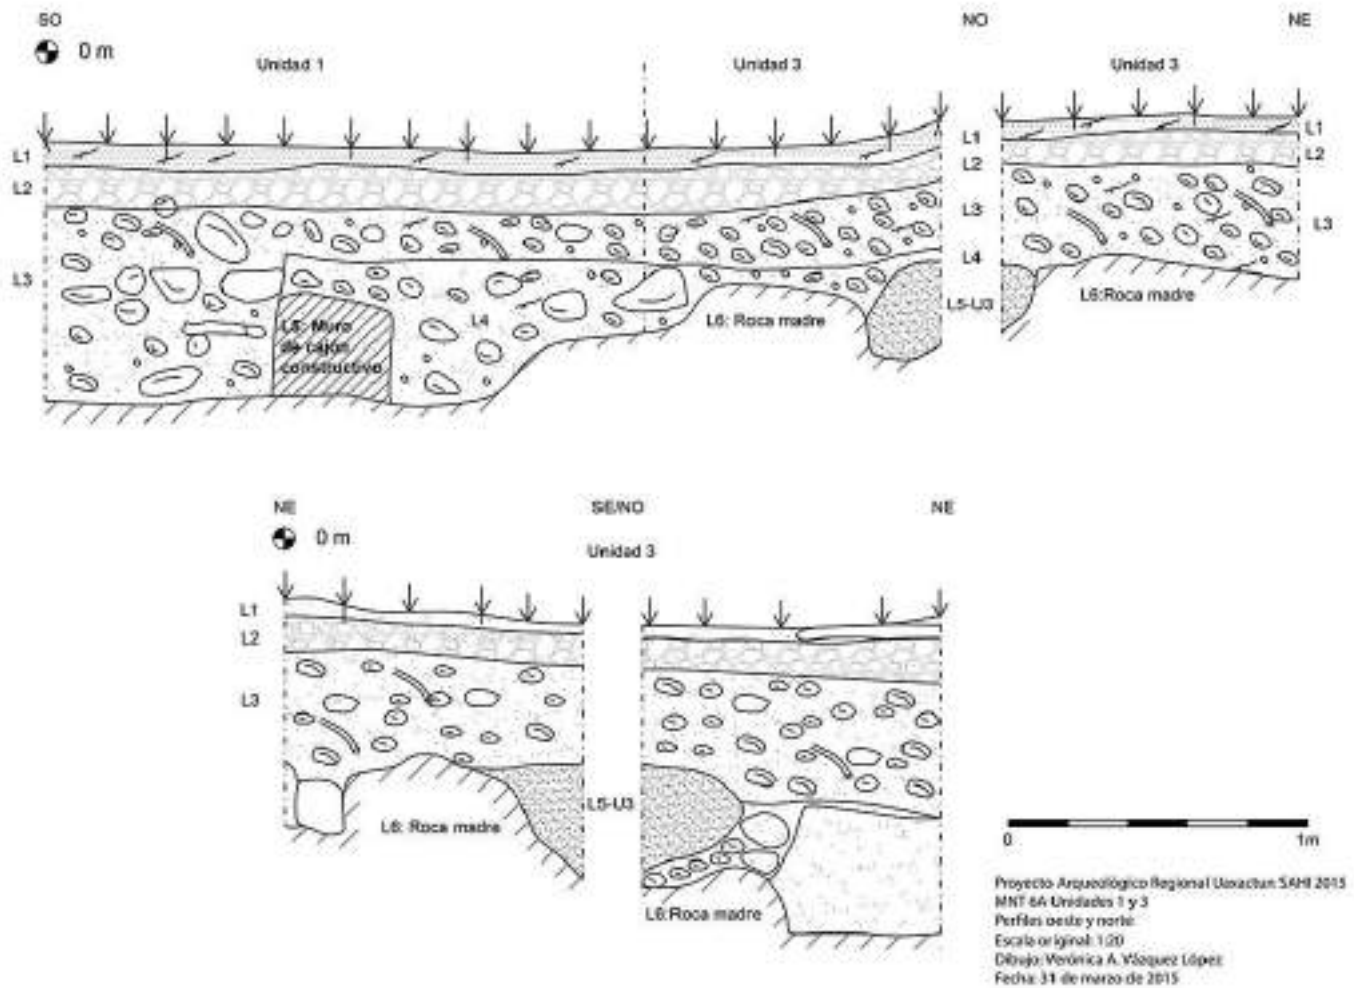 SO
NO
NE
0 m
Unidad 1
Unidad 3
Unidad 3
L1
L2
L3
L1
L2
L3
L4
L1
L2
L3
L4
L5: Muro
de cajón
constructivo
L6: Roca madre
L5-U3
L6:Roca madre
NE
SE/NO
NE
0 m
Unidad 3
L1
L2
L3
L5-U3
L6: Roca madre
L6:Roca madre
0
1m
Proyecto Arqueológico Regional Uaxactun SAHI 2015
MNT 6A Unidades 1 y 3
Perfiles oeste y norte
Escala original: 1:20
Dibujo: Verónica A. Vázquez López
Fecha: 31 de marzo de 2015